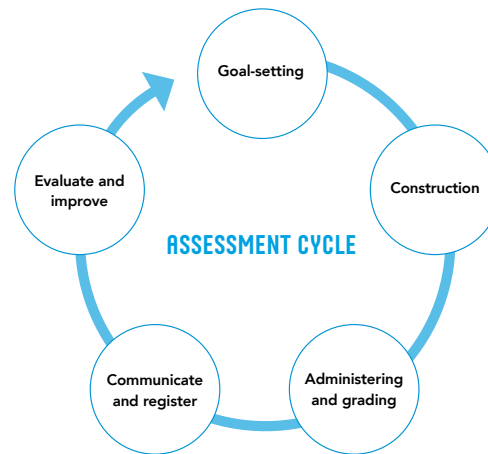 Goal-setting
Construction
Administering
and grading
Communicate
and register
Evaluate and
improve
ASSESSMENT CYCLE